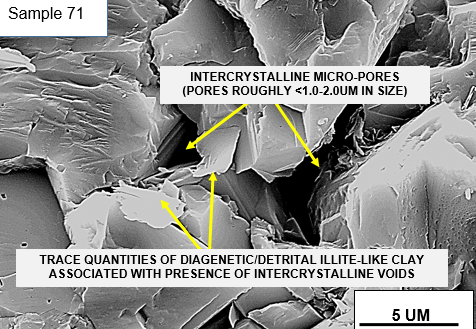 Sample 71
INTERCRYSTALLINE MICRO-PORES
(PORES ROUGHLY <1.0-2.0UM IN SIZE)
TRACE QUANTITIES OF DIAGENETIC/DETRITAL ILLITE-LIKE CLAY
ASSOCIATED WITH PRESENCE OF INTERCRYSTALLINE VOIDS
5 UM